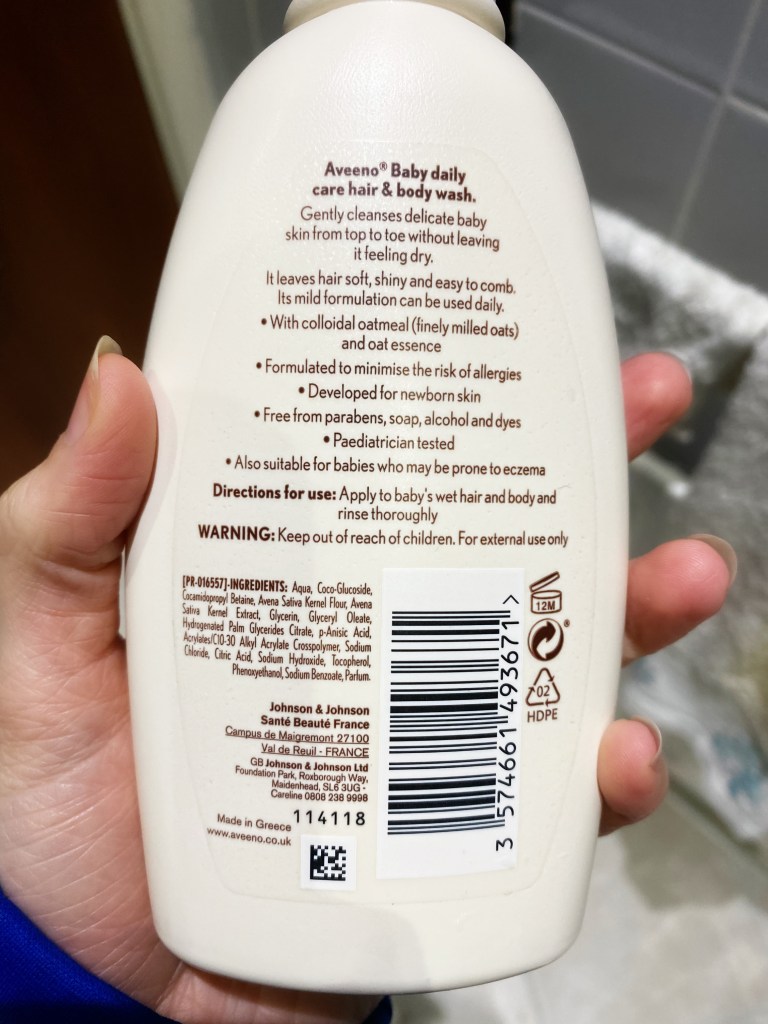 Aveeno® Baby daily
care hair & body wash.
Gently cleanses delicate baby
skin from top to toe without leaving
it feeling dry.
It leaves hair soft, shiny and easy to comb.
Its mild formulation can be used daily.
• With colloidal oatmeal (finely milled oats)
and oat essence
• Formulated to minimise the risk of allergies
• Developed for newborn skin
• Free from parabens, soap, alcohol and dyes
• Paediatrician tested
• Also suitable for babies who may be prone to eczema
Directions for use: Apply to baby's wet hair and body and
rinse thoroughly
WARNING: Keep out of reach of children. For external use only
[PR-016557]-INGREDIENTS: Aqua, Coco-Glucoside,
Cocamidopropyl Betaine, Avena Sativa Kernel Flour, Avena
Sativa Kernel Extract, Glycerin, Glyceryl Oleate,
Hydrogenated Palm Glycerides Citrate, p-Anisic Acid,
Acrylates/C10-30 Alkyl Acrylate Crosspolymer, Sodium
Chloride, Citric Acid, Sodium Hydroxide, Tocopherol,
Phenoxyethanol, Sodium Benzoate, Parfum.
12M
®
02
HDPE
3 574661 493671 >
Johnson & Johnson
Santé Beauté France
Campus de Maigremont 27100
Val de Reuil - FRANCE
GB Johnson & Johnson Ltd
Foundation Park, Roxborough Way,
Maidenhead, SL6 3UG -
Careline 0808 238 9998
114118
Made in Greece
www.aveeno.co.uk